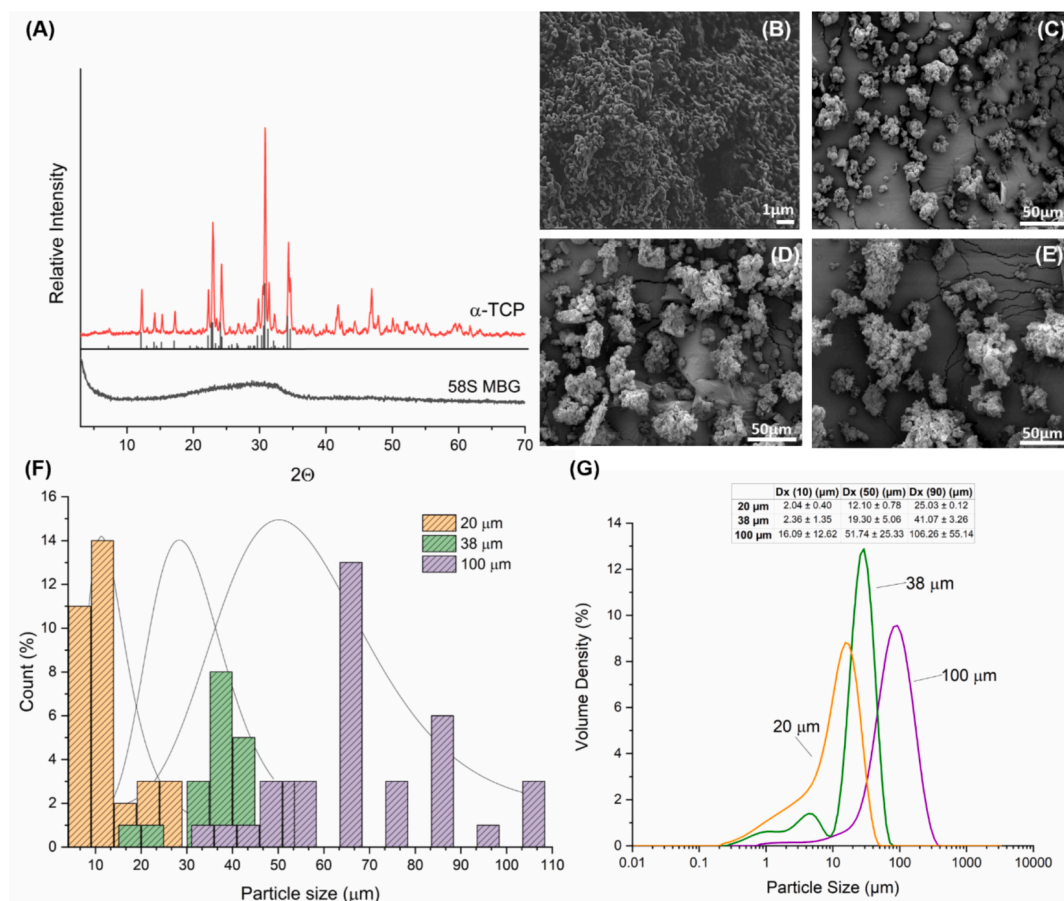 (A)
Relative Intensity
α-TCP
58S MBG
10 20 30 40 50 60 70
2Θ
(B)
1µm
(C)
50µm
(D)
50µm
(E)
50µm
(F)
16
14
12
10
8
6
4
2
0
Count (%)
20 µm
38 µm
100 µm
10 20 30 40 50 60 70 80 90 100 110
Particle size (µm)
(G)
Dx (10) (µm) Dx (50) (µm) Dx (90) (µm)
20 µm 2.04 ± 0.40 12.10 ± 0.78 25.03 ± 0.12
38 µm 2.36 ± 1.35 19.30 ± 5.06 41.07 ± 3.26
100 µm 16.09 ± 12.62 51.74 ± 25.33 106.26 ± 55.14
14
12
10
8
6
4
2
0
Volume Density (%)
38 µm
100 µm
20 µm
0.01 0.1 1 10 100 1000 10000
Particle Size (µm)